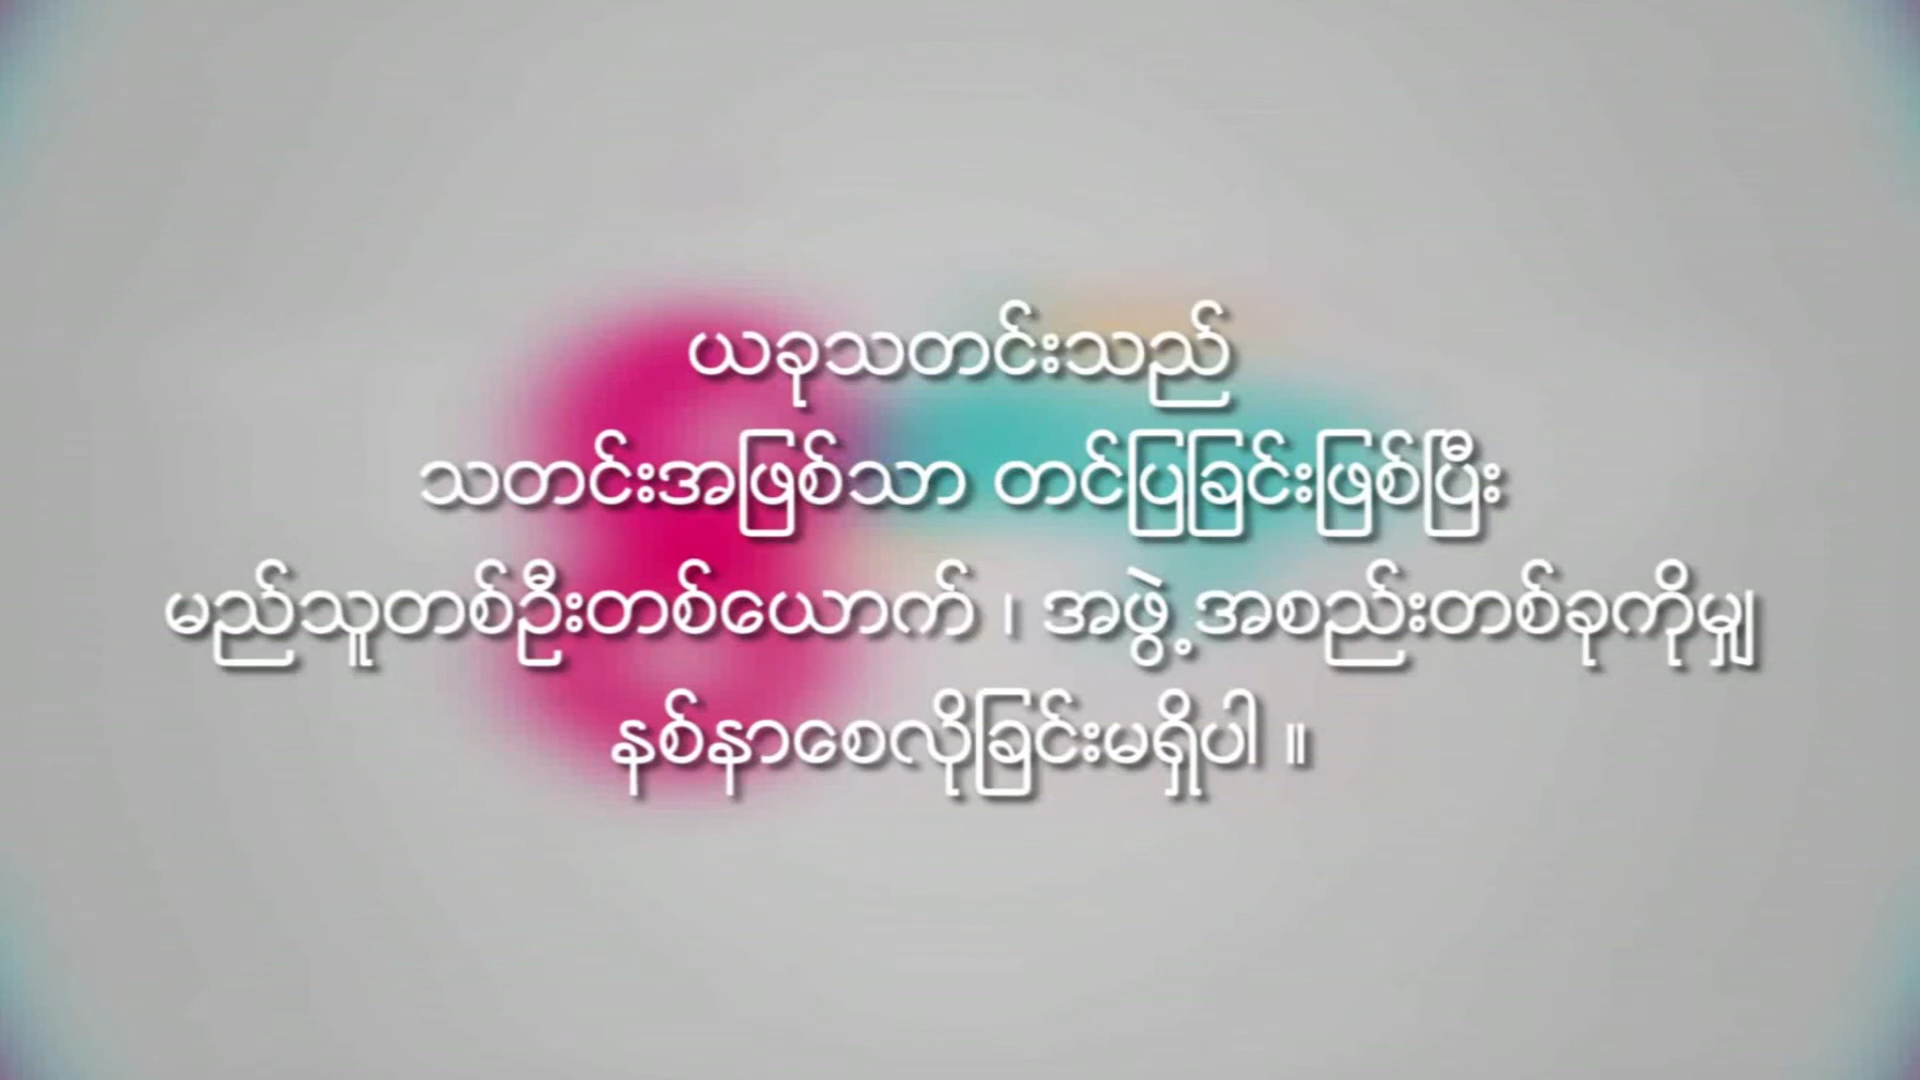 ယခုသတင်းသည်
သတင်းအဖြစ်သာ တင်ပြခြင်းဖြစ်ပြီး
မည်သူတစ်ဦးတစ်ယောက် ၊ အဖွဲ့အစည်းတစ်ခုကိုမျှ
နစ်နာစေလိုခြင်းမရှိပါ ။